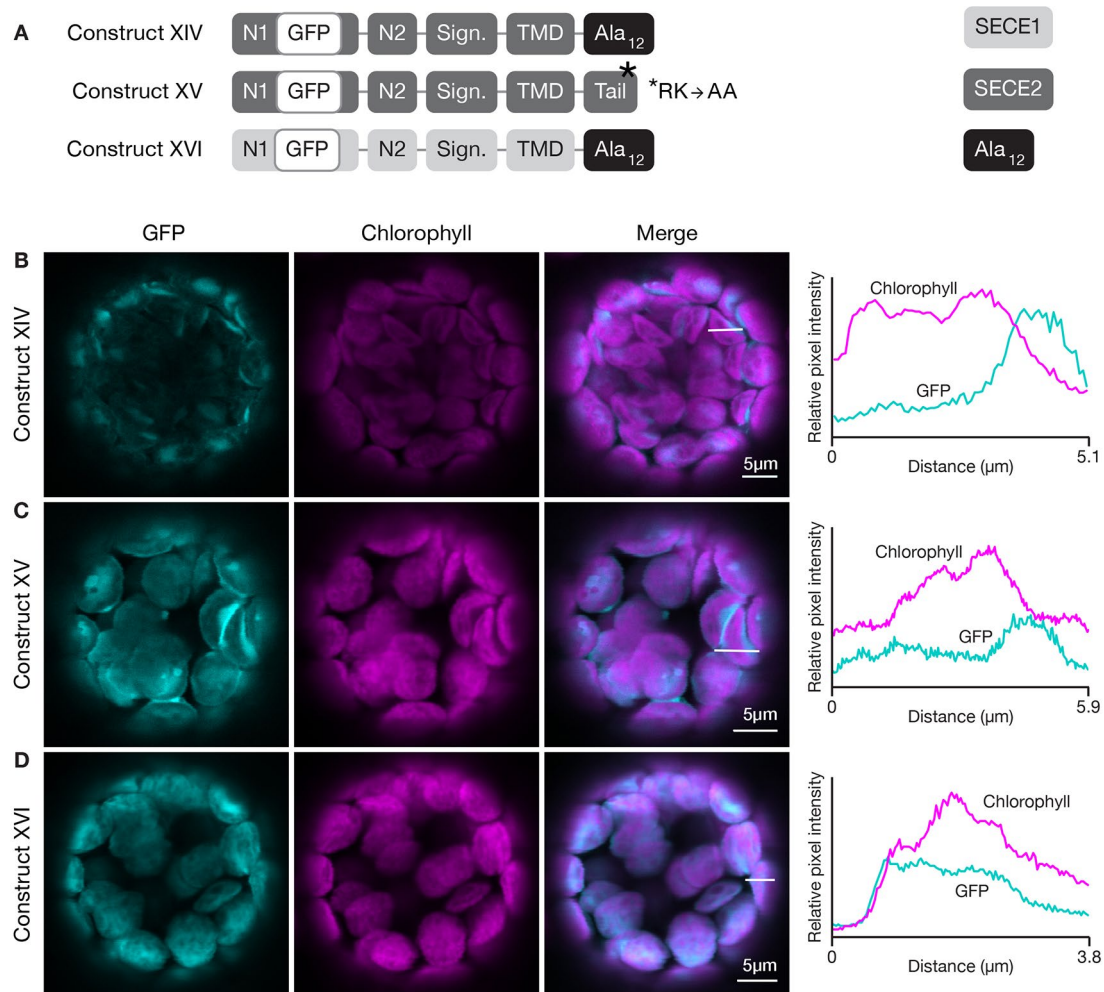 A
Construct XIV N1 GFP N2 Sign. TMD Ala12 SECE1
Construct XV N1 GFP N2 Sign. TMD Tail * *RK→AA SECE2
Construct XVI N1 GFP N2 Sign. TMD Ala12 Ala12
GFP Chlorophyll Merge
B
Construct XIV
5µm
Relative pixel intensity
Chlorophyll
GFP
0 5.1
Distance (µm)
C
Construct XV
5µm
Relative pixel intensity
Chlorophyll
GFP
0 5.9
Distance (µm)
D
Construct XVI
5µm
Relative pixel intensity
Chlorophyll
GFP
0 3.8
Distance (µm)